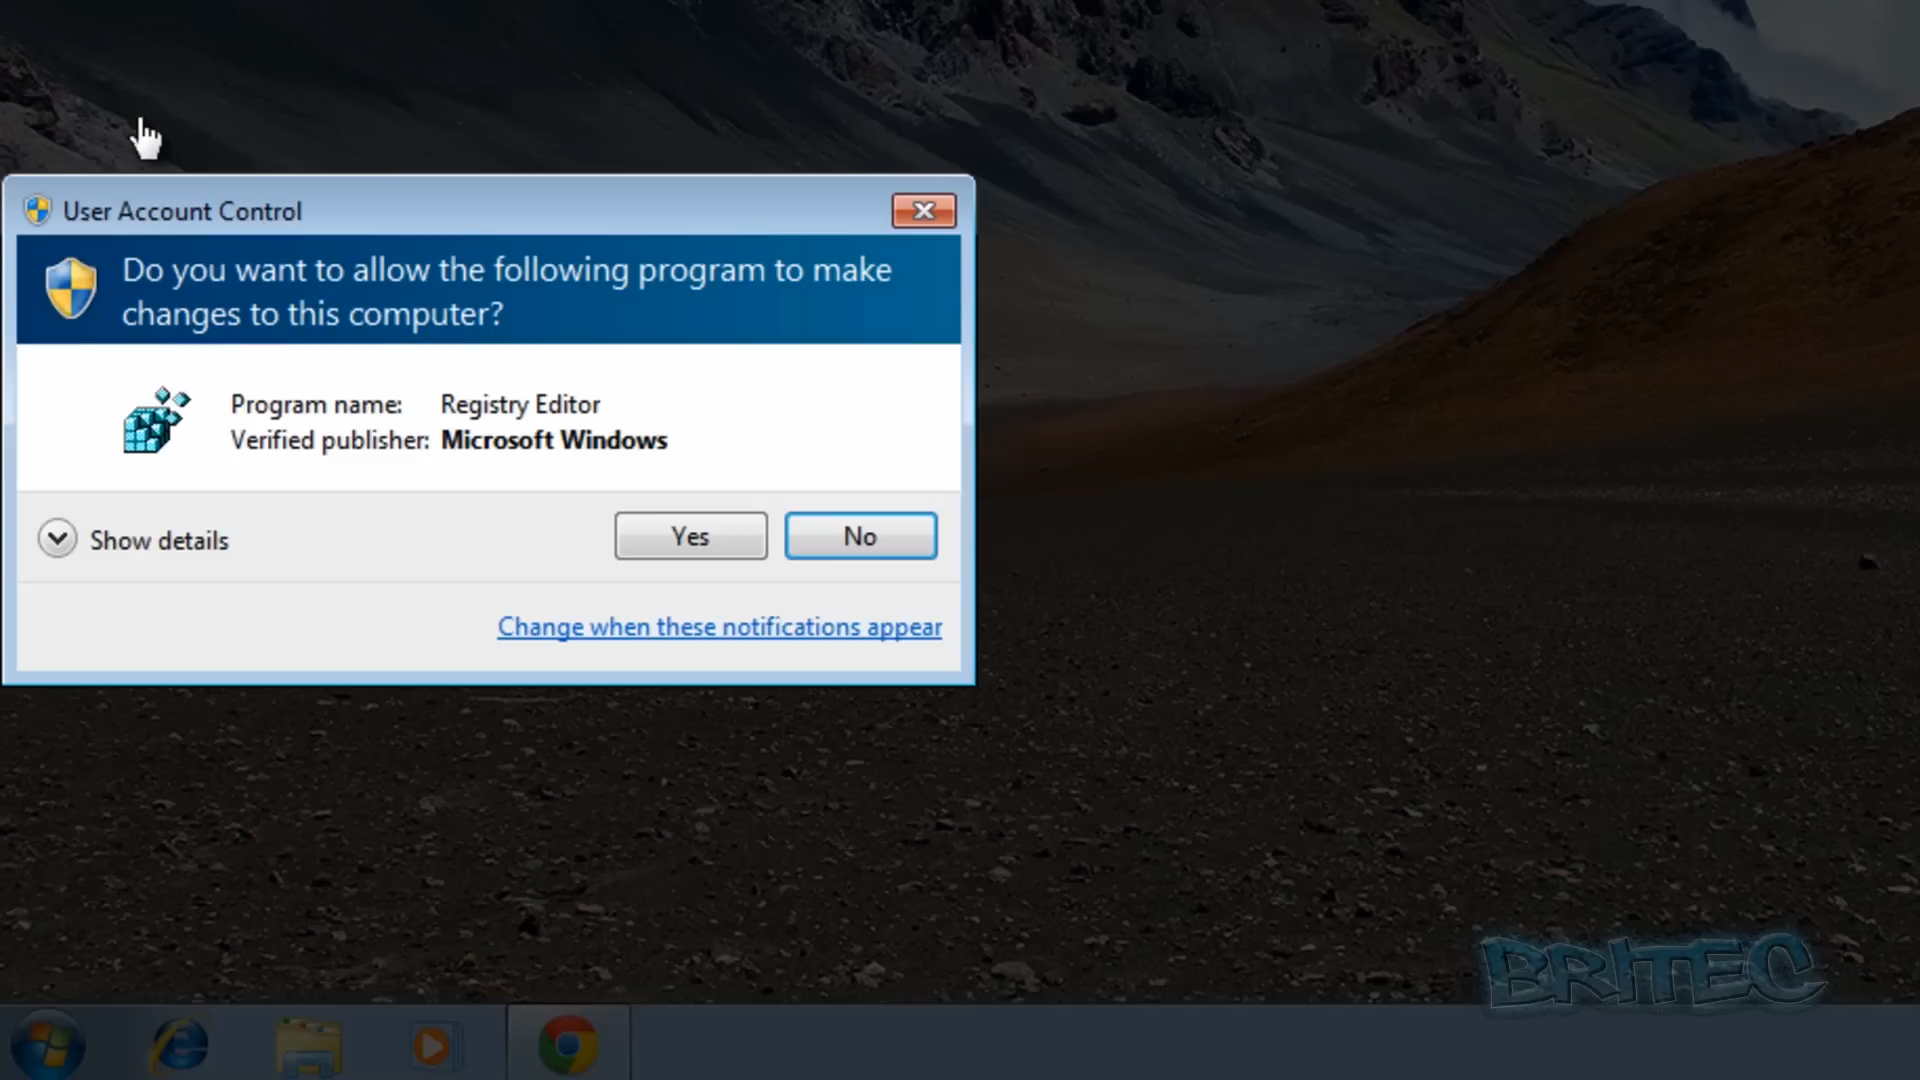 User Account Control
Do you want to allow the following program to make
changes to this computer?
Program name: Registry Editor
Verified publisher: Microsoft Windows
Show details
Yes
No
Change when these notifications appear
BRITEC